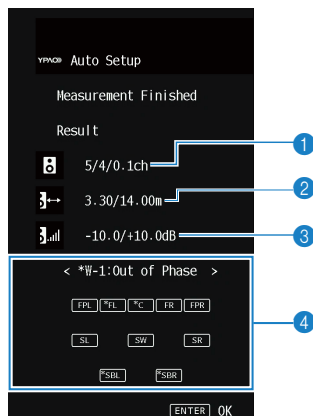 YPAO Auto Setup
Measurement Finished
Result
5/4/0.1ch
1
3.30/14.00m
2
-10.0/+10.0dB
3
< *W-1:Out of Phase >
FPL *FL *C FR FPR
4
SL SW SR
*SBL *SBR
ENTER OK